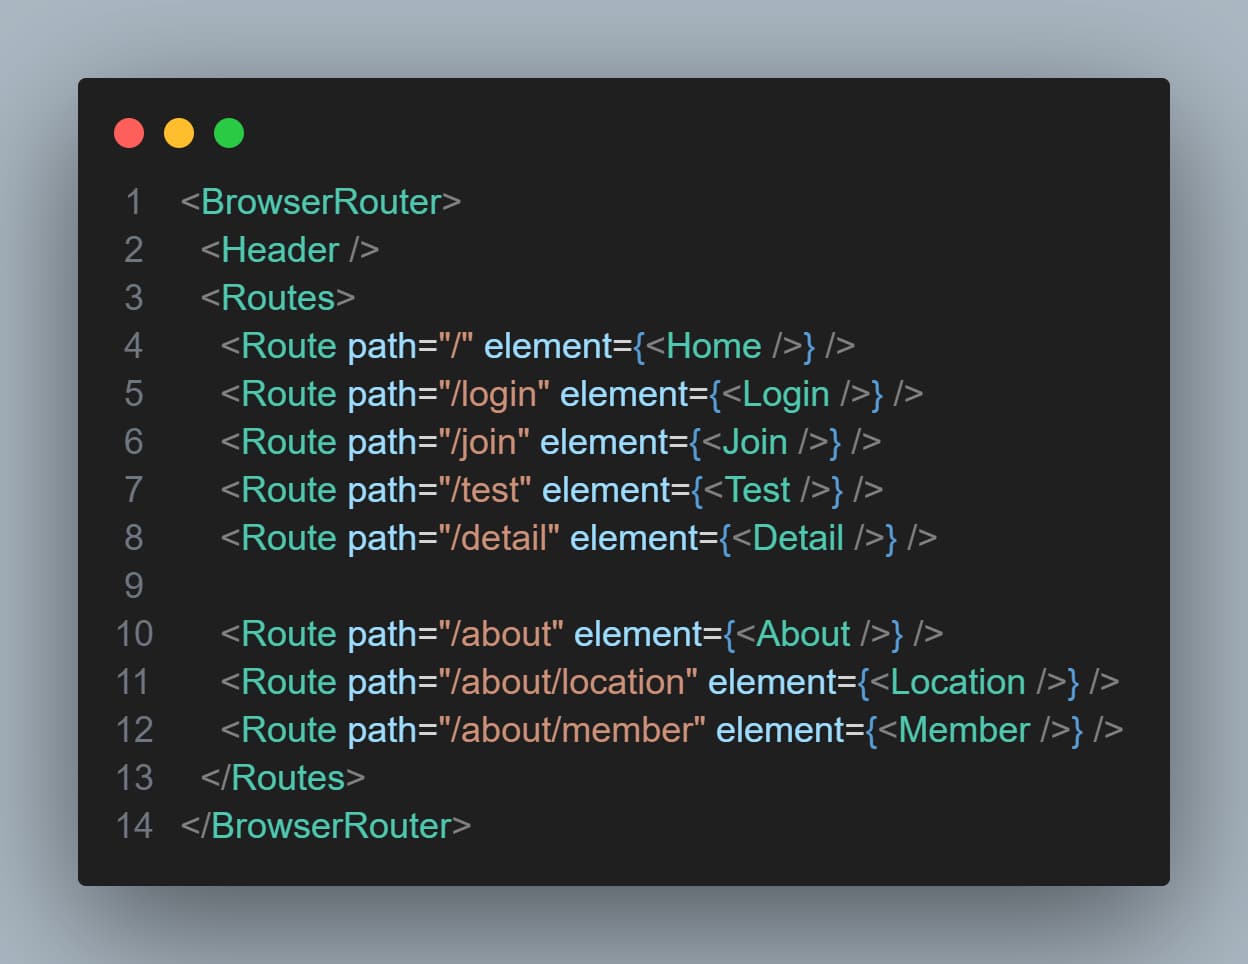 1 <BrowserRouter>
2 <Header />
3 <Routes>
4 <Route path="/" element={<Home />} />
5 <Route path="/login" element={<Login />} />
6 <Route path="/join" element={<Join />} />
7 <Route path="/test" element={<Test />} />
8 <Route path="/detail" element={<Detail />} />
9
10 <Route path="/about" element={<About />} />
11 <Route path="/about/location" element={<Location />} />
12 <Route path="/about/member" element={<Member />} />
13 </Routes>
14 </BrowserRouter>